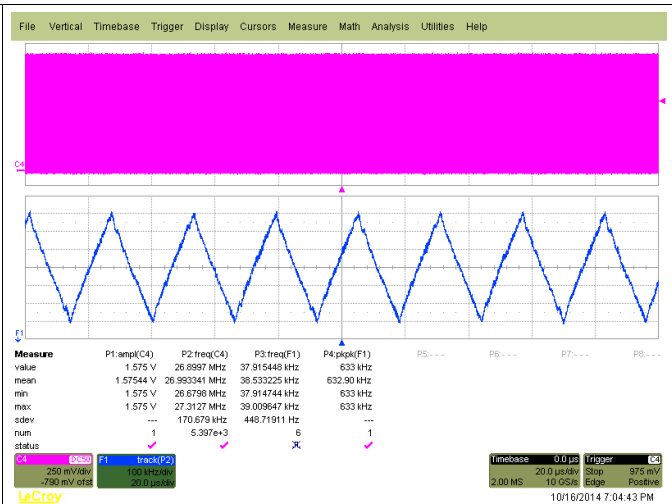 File Vertical Timebase Trigger Display Cursors Measure Math Analysis Utilities Help
C4
F1
Measure P1:ampl(C4) P2:freq(C4) P3:freq(F1) P4:pkpk(F1) P5:- - - P6:- - - P7:- - - P8:- - -
value 1.575 V 26.8997 MHz 37.915448 kHz 633 kHz
mean 1.57544 V 26.993341 MHz 38.533225 kHz 632.90 kHz
min 1.575 V 26.6798 MHz 37.914744 kHz 633 kHz
max 1.575 V 27.3127 MHz 39.009647 kHz 633 kHz
sdev --- 170.679 kHz 448.71911 Hz ---
num 1 5.397e+3 6 1
status
C4 DC50 F1 track(P2) Timebase 0.0 µs Trigger C4
250 mV/div 100 kHz/div 20.0 µs/div Stop 975 mV
-790 mV ofst 20.0 µs/div 2.00 MS 10 GS/s Edge Positive
LeCroy 10/16/2014 7:04:43 PM